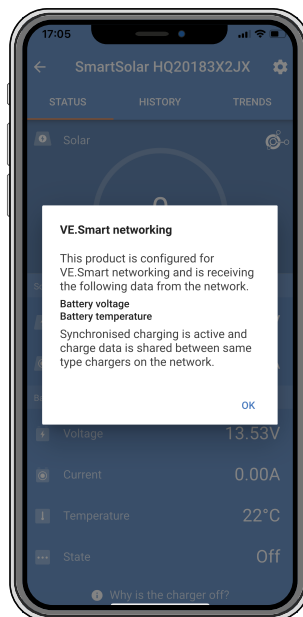 17:05
SmartSolar HQ20183X2JX
STATUS HISTORY TRENDS
Solar
VE.Smart networking
This product is configured for
VE.Smart networking and is receiving
the following data from the network.
Battery voltage
Battery temperature
Synchronised charging is active and
charge data is shared between same
type chargers on the network.
OK
Voltage 13.53V
Current 0.00A
Temperature 22°C
State Off
Why is the charger off?